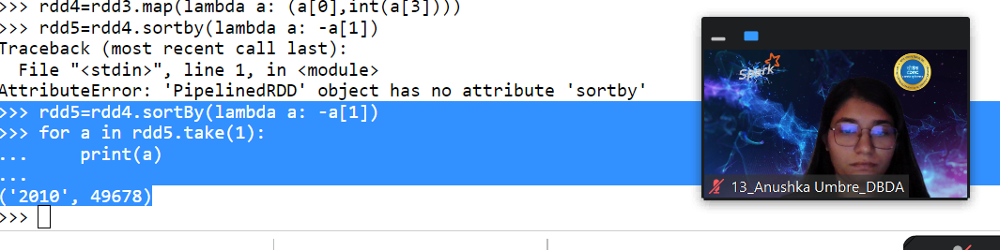 >>> rdd4=rdd3.map(lambda a: (a[0],int(a[3])))
>>> rdd5=rdd4.sortby(lambda a: -a[1])
Traceback (most recent call last):
  File "<stdin>", line 1, in <module>
AttributeError: 'PipelinedRDD' object has no attribute 'sortby'
>>> rdd5=rdd4.sortBy(lambda a: -a[1])
>>> for a in rdd5.take(1):
...     print(a)
...
('2010', 49678)
>>>
Spark
13_Anushka Umbre_DBDA